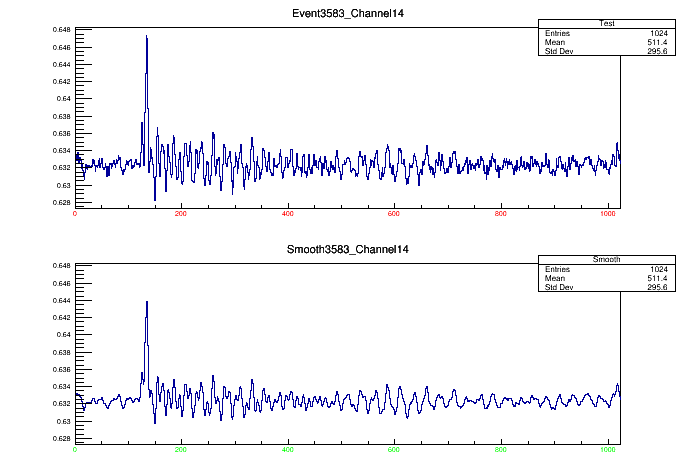 Event3583_Channel14
Test
Entries 1024
Mean 511.4
Std Dev 295.6
0.648
0.646
0.644
0.642
0.64
0.638
0.636
0.634
0.632
0.63
0.628
0 200 400 600 800 1000
Smooth3583_Channel14
Smooth
Entries 1024
Mean 511.4
Std Dev 295.6
0.648
0.646
0.644
0.642
0.64
0.638
0.636
0.634
0.632
0.63
0.628
0 200 400 600 800 1000